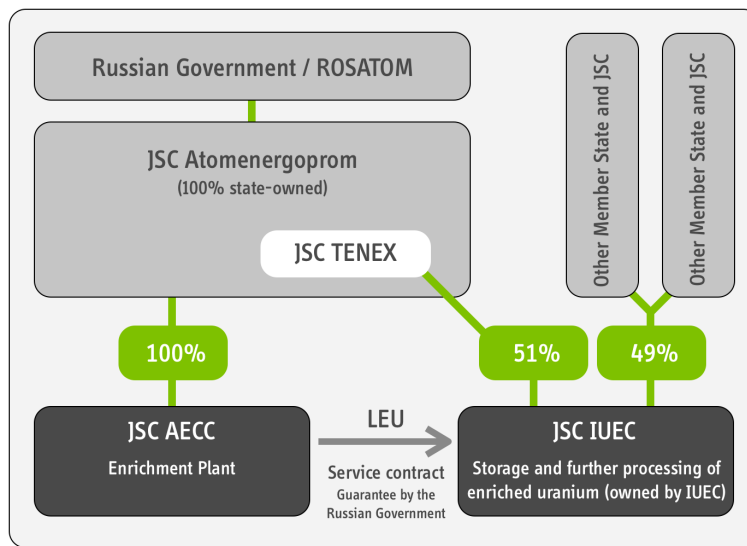 Russian Government / ROSATOM
JSC Atomenergoprom
(100% state-owned)
JSC TENEX
Other Member State and JSC
Other Member State and JSC
100%
51%
49%
JSC AECC
Enrichment Plant
LEU
Service contract
Guarantee by the
Russian Government
JSC IUEC
Storage and further processing of
enriched uranium (owned by IUEC)